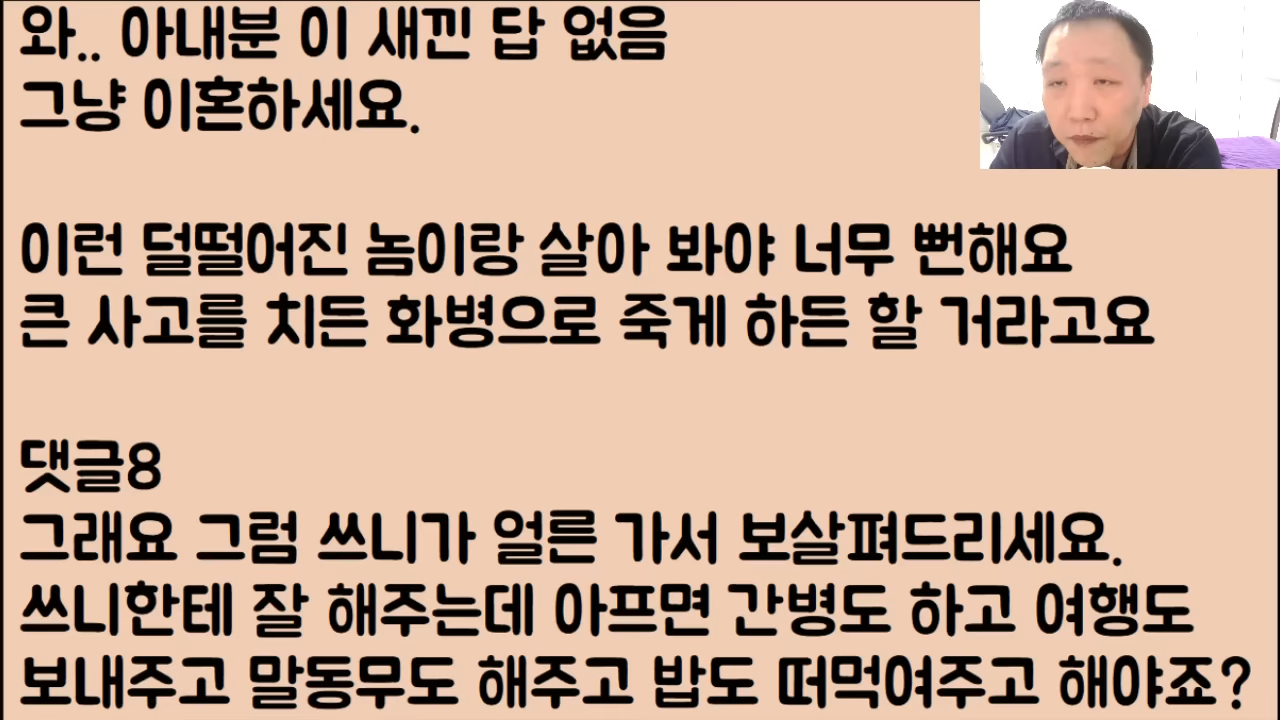 와.. 아내분 이 새낀 답 없음
그냥 이혼하세요.
이런 덜떨어진 놈이랑 살아 봐야 너무 뻔해요
큰 사고를 치든 화병으로 죽게 하든 할 거라고요
댓글8
그래요 그럼 쓰니가 얼른 가서 보살펴드리세요.
쓰니한테 잘 해주는데 아프면 간병도 하고 여행도
보내주고 말동무도 해주고 밥도 떠먹여주고 해야죠?